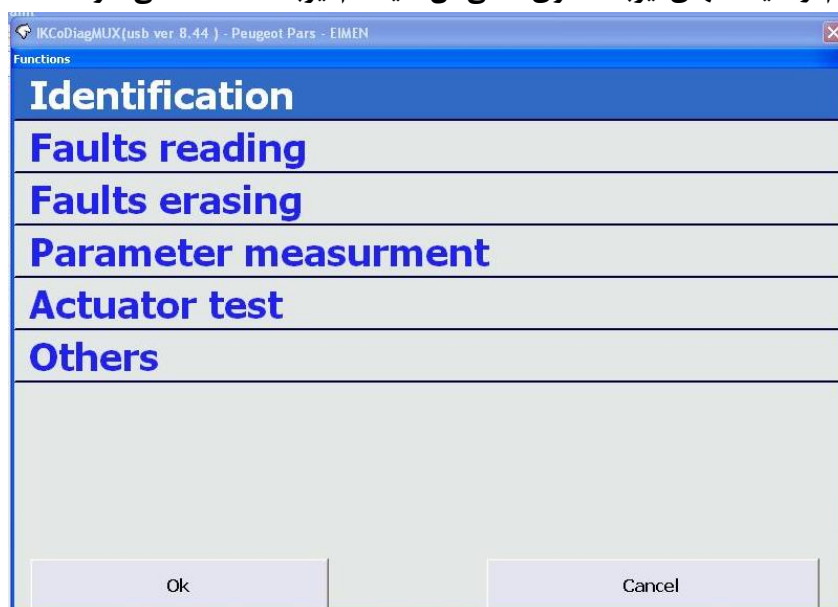 IKCoDiagMUX(usb ver 8.44 ) - Peugeot Pars - EIMEN
Functions
Identification
Faults reading
Faults erasing
Parameter measurment
Actuator test
Others
Ok
Cancel